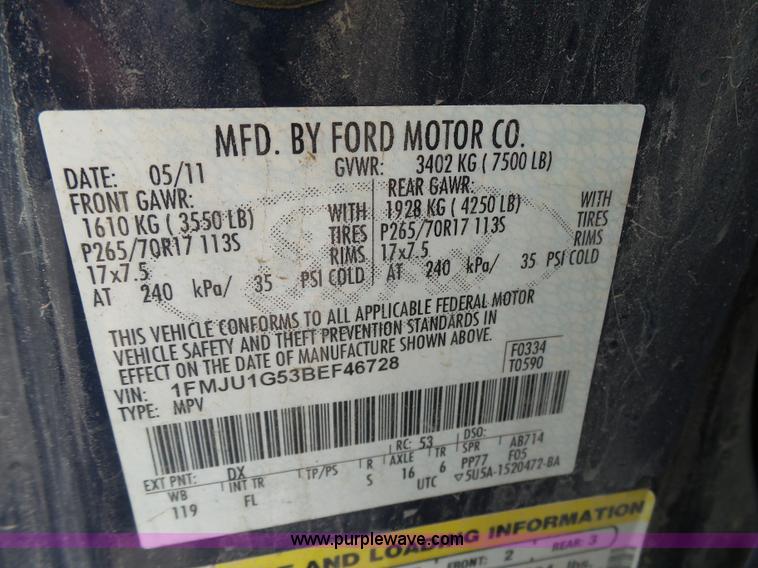 MFD. BY FORD MOTOR CO.
DATE: 05/11 GVWR: 3402 KG ( 7500 LB)
FRONT GAWR: REAR GAWR:
1610 KG ( 3550 LB) WITH 1928 KG ( 4250 LB) WITH
P265/70R17 113S TIRES P265/70R17 113S TIRES
17x7.5 RIMS 17x7.5 RIMS
AT 240 kPa/ 35 PSI COLD AT 240 kPa/ 35 PSI COLD
THIS VEHICLE CONFORMS TO ALL APPLICABLE FEDERAL MOTOR
VEHICLE SAFETY AND THEFT PREVENTION STANDARDS IN
EFFECT ON THE DATE OF MANUFACTURE SHOWN ABOVE.
VIN: 1FMJU1G53BEF46728 F0334
TYPE: MPV T0590
EXT PNT: DX RC: 53 DSO: AB714
WB INT TR TP/PS R AXLE TR SPR F05
119 FL S 16 6 PP77
UTC ▽5U5A-1520472-BA
E AND LOADING INFORMATION
FRONT: 2 REAR: 3
lbs.
www.purplewave.com